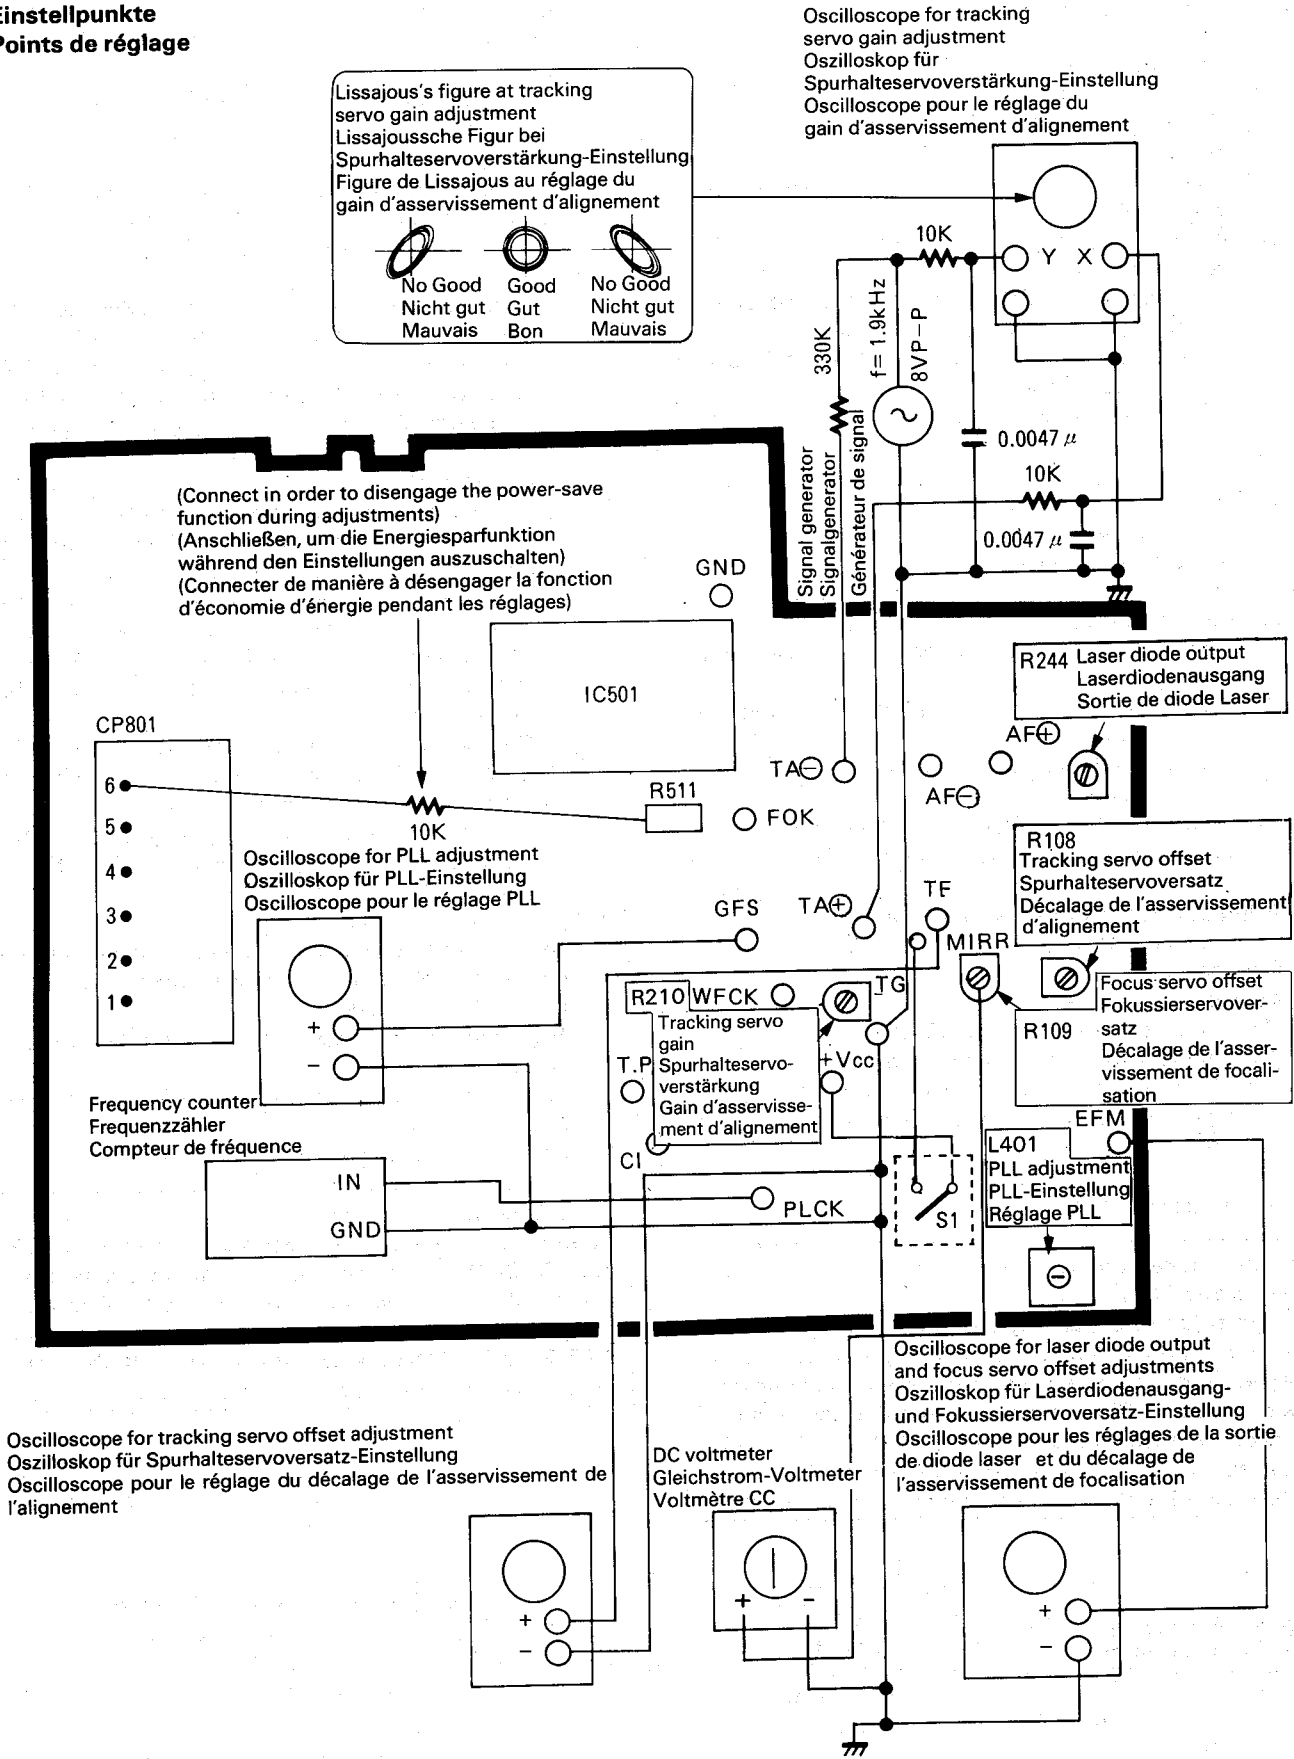 Einstellpunkte
Points de réglage
Oscilloscope for tracking
servo gain adjustment
Oszilloskop für
Spurhalteservoverstärkung-Einstellung
Oscilloscope pour le réglage du
gain d'asservissement d'alignement
Lissajous's figure at tracking
servo gain adjustment
Lissajoussche Figur bei
Spurhalteservoverstärkung-Einstellung
Figure de Lissajous au réglage du
gain d'asservissement d'alignement
No Good
Nicht gut
Mauvais
Good
Gut
Bon
No Good
Nicht gut
Mauvais
10K
Y X
330K
f= 1.9kHz
8VP-P
Signal generator
Signalgenerator
Générateur de signal
0.0047 μ
10K
0.0047 μ
(Connect in order to disengage the power-save
function during adjustments)
(Anschließen, um die Energiesparfunktion
während den Einstellungen auszuschalten)
(Connecter de manière à désengager la fonction
d'économie d'énergie pendant les réglages)
GND
IC501
R244 Laser diode output
Laserdiodenausgang
Sortie de diode Laser
CP801
6
5
4
3
2
1
10K
R511
FOK
TA⊖
AF⊕
AF⊖
R108
Tracking servo offset
Spurhalteservoversatz
Décalage de l'asservissement
d'alignement
Oscilloscope for PLL adjustment
Oszilloskop für PLL-Einstellung
Oscilloscope pour le réglage PLL
+
−
GFS
TA⊕
TF
MIRR
R210
WFCK
TG
Tracking servo
gain
Spurhalteservo-
verstärkung
Gain d'asservisse-
ment d'alignement
T.P
+Vcc
CI
R109
Focus servo offset
Fokussierservover-
satz
Décalage de l'asser-
vissement de focali-
sation
EFM
L401
PLL adjustment
PLL-Einstellung
Réglage PLL
Frequency counter
Frequenzzähler
Compteur de fréquence
IN
GND
PLCK
S1
Oscilloscope for laser diode output
and focus servo offset adjustments
Oszilloskop für Laserdiodenausgang-
und Fokussierservoversatz-Einstellung
Oscilloscope pour les réglages de la sortie
de diode laser et du décalage de
l'asservissement de focalisation
+
−
Oscilloscope for tracking servo offset adjustment
Oszilloskop für Spurhalteservoversatz-Einstellung
Oscilloscope pour le réglage du décalage de l'asservissement de
l'alignement
+
−
DC voltmeter
Gleichstrom-Voltmeter
Voltmètre CC
+ −